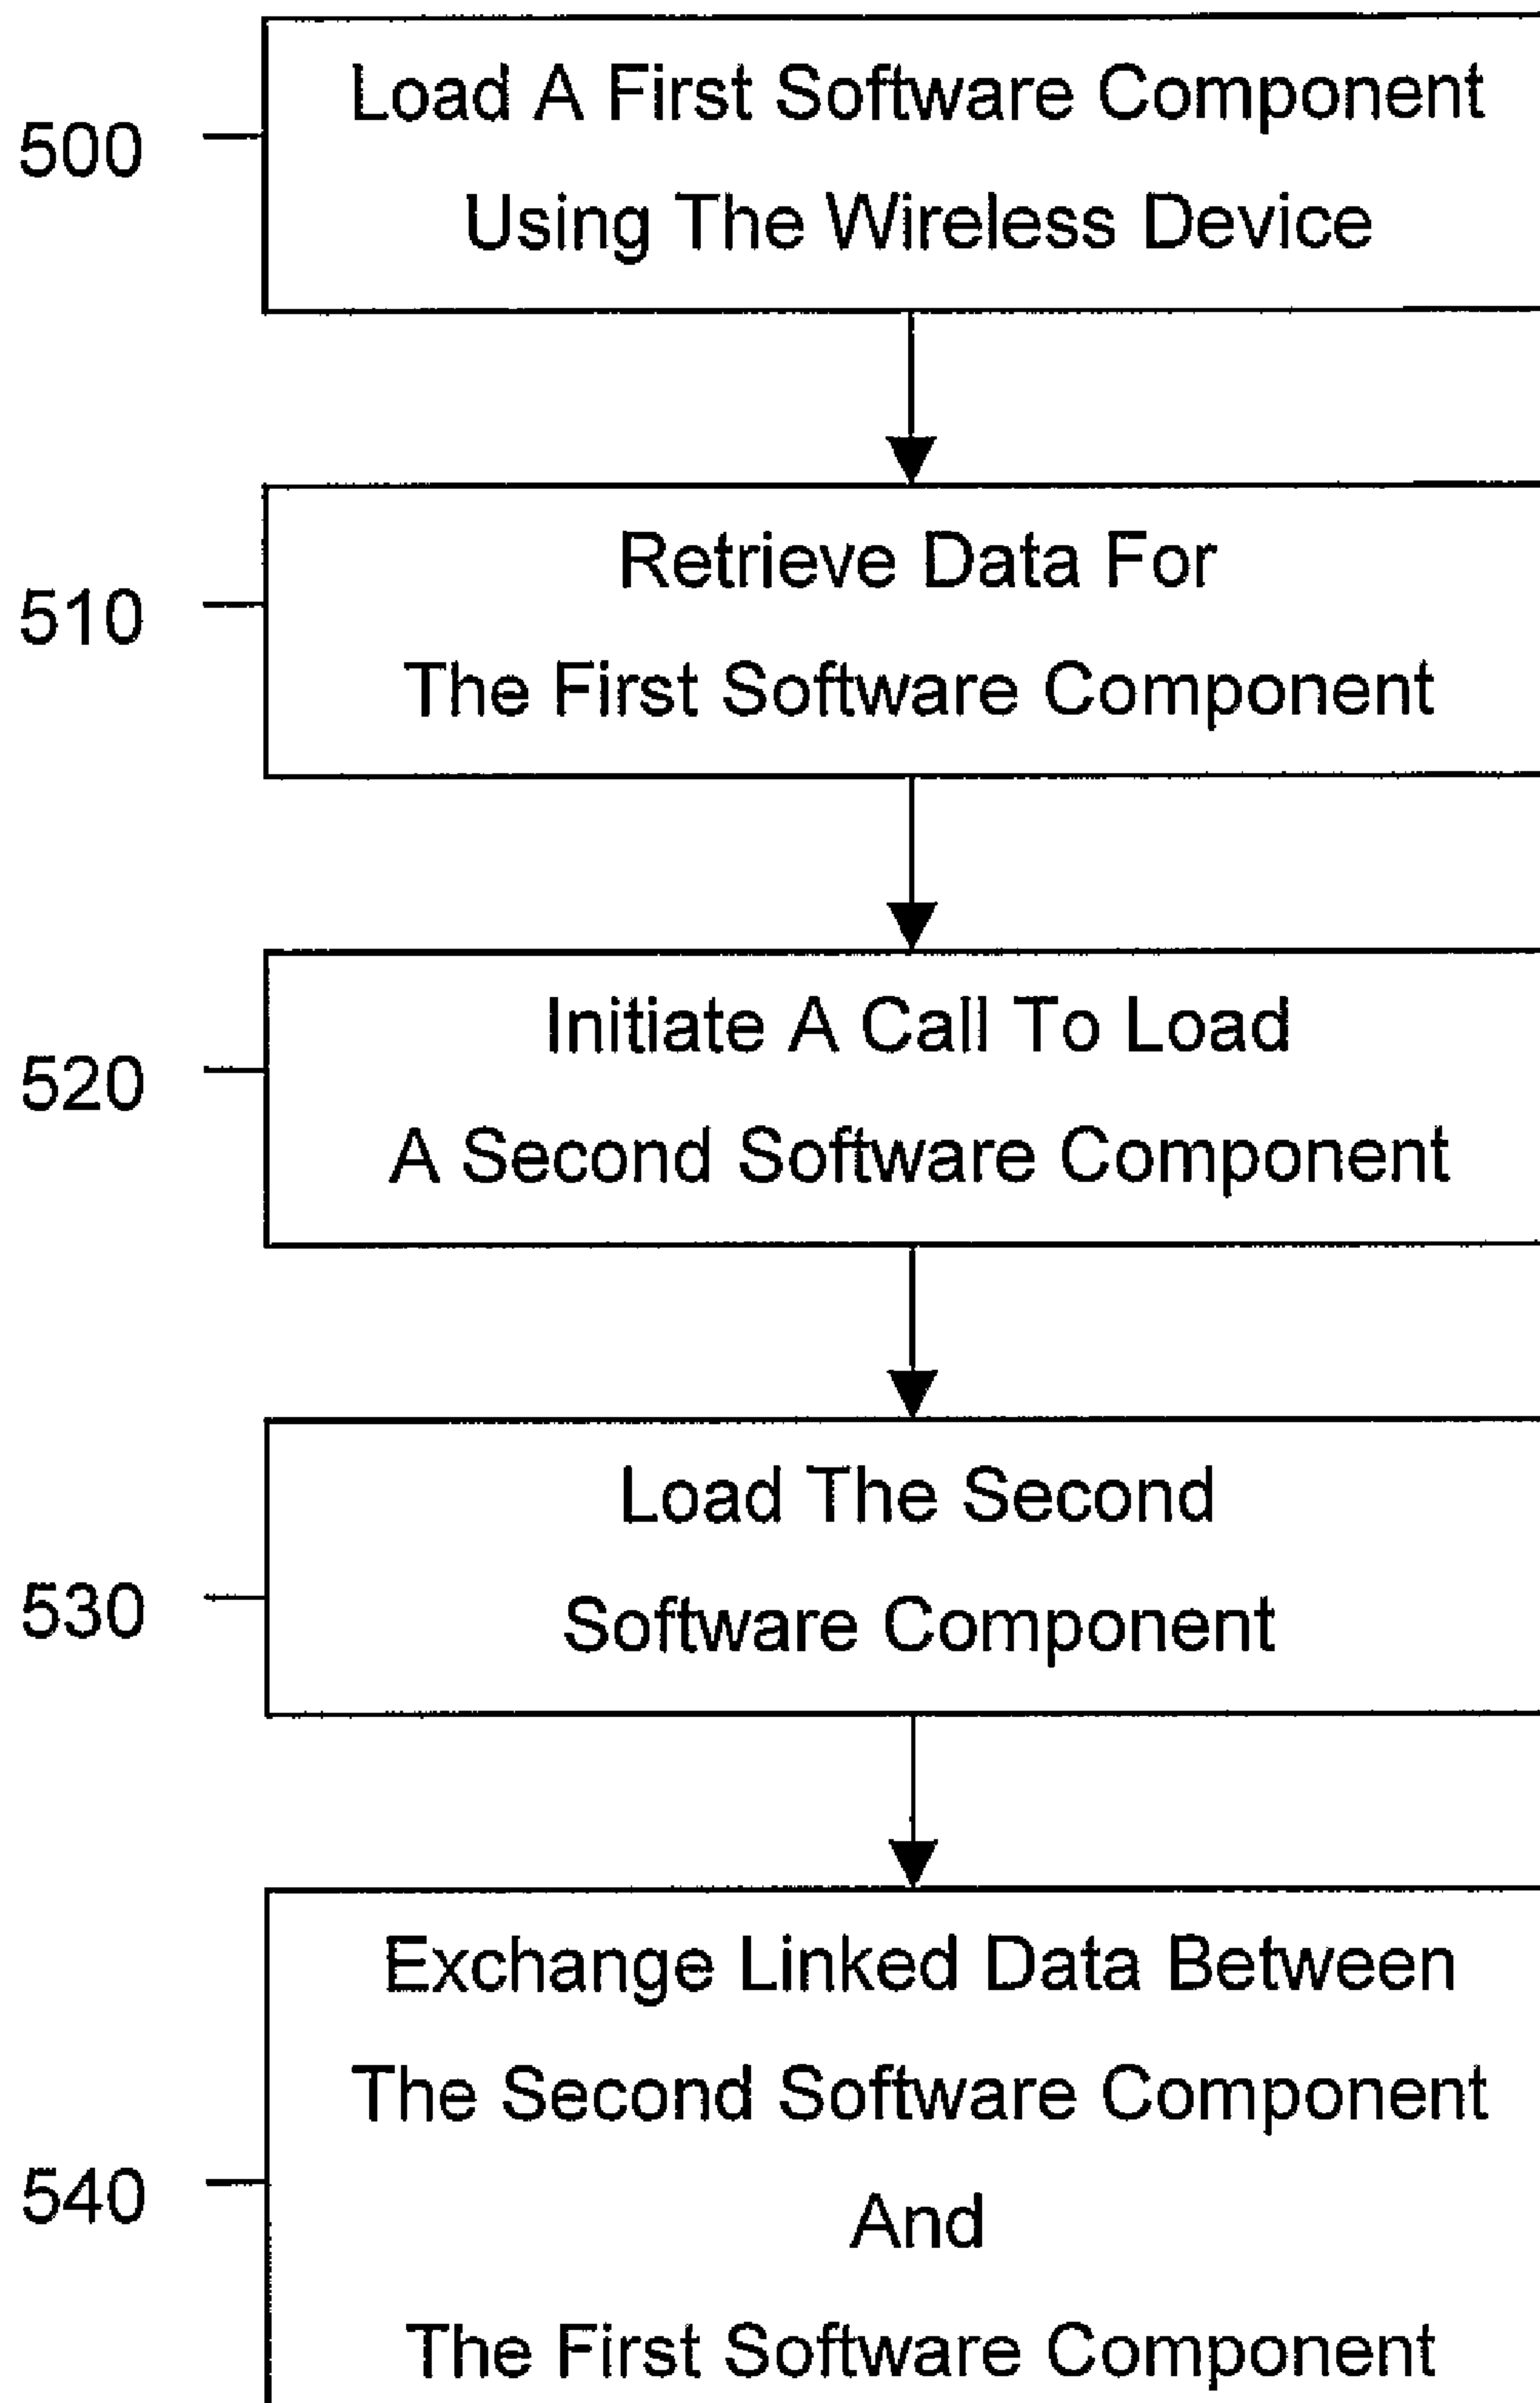 Load A First Software Component
500
Using The Wireless Device
Retrieve Data For
510
The First Software Component
Initiate A Call To Load
520
A Second Software Component
Load The Second
530
Software Component
Exchange Linked Data Between
The Second Software Component
540
And
The First Software Component